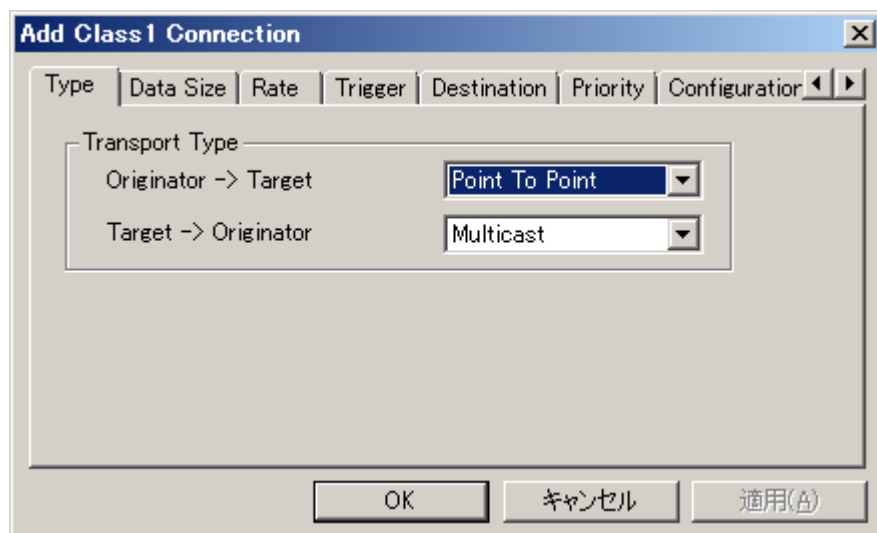 Add Class1 Connection
Type Data Size Rate Trigger Destination Priority Configuration
Transport Type
Originator -> Target Point To Point
Target -> Originator Multicast
OK キャンセル 適用(A)